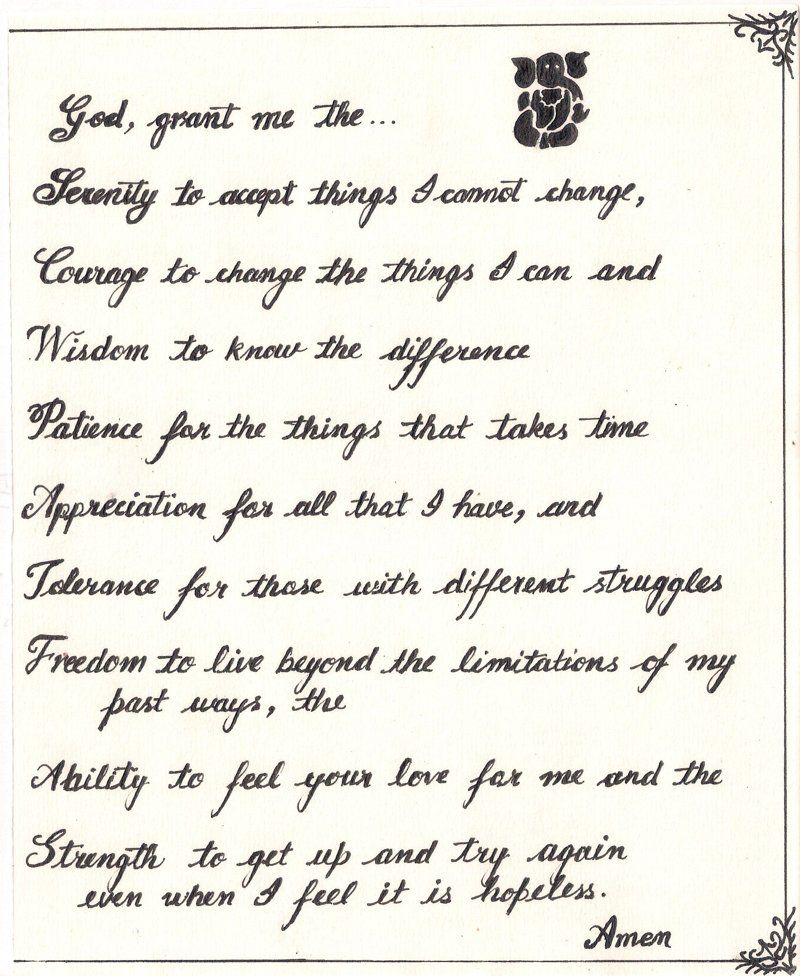 God, grant me the...
Serenity to accept things I cannot change,
Courage to change the things I can and
Wisdom to know the difference
Patience for the things that takes time
Appreciation for all that I have, and
Tolerance for those with different struggles
Freedom to live beyond the limitations of my
past ways, the
Ability to feel your love for me and the
Strength to get up and try again
even when I feel it is hopeless.
Amen